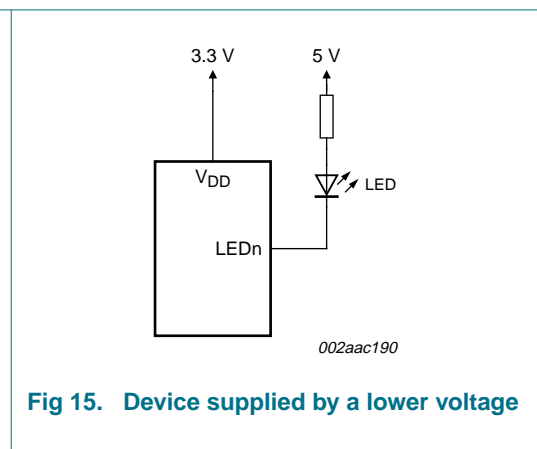 3.3 V 5 V
VDD
LED
LEDn
002aac190
Fig 15. Device supplied by a lower voltage